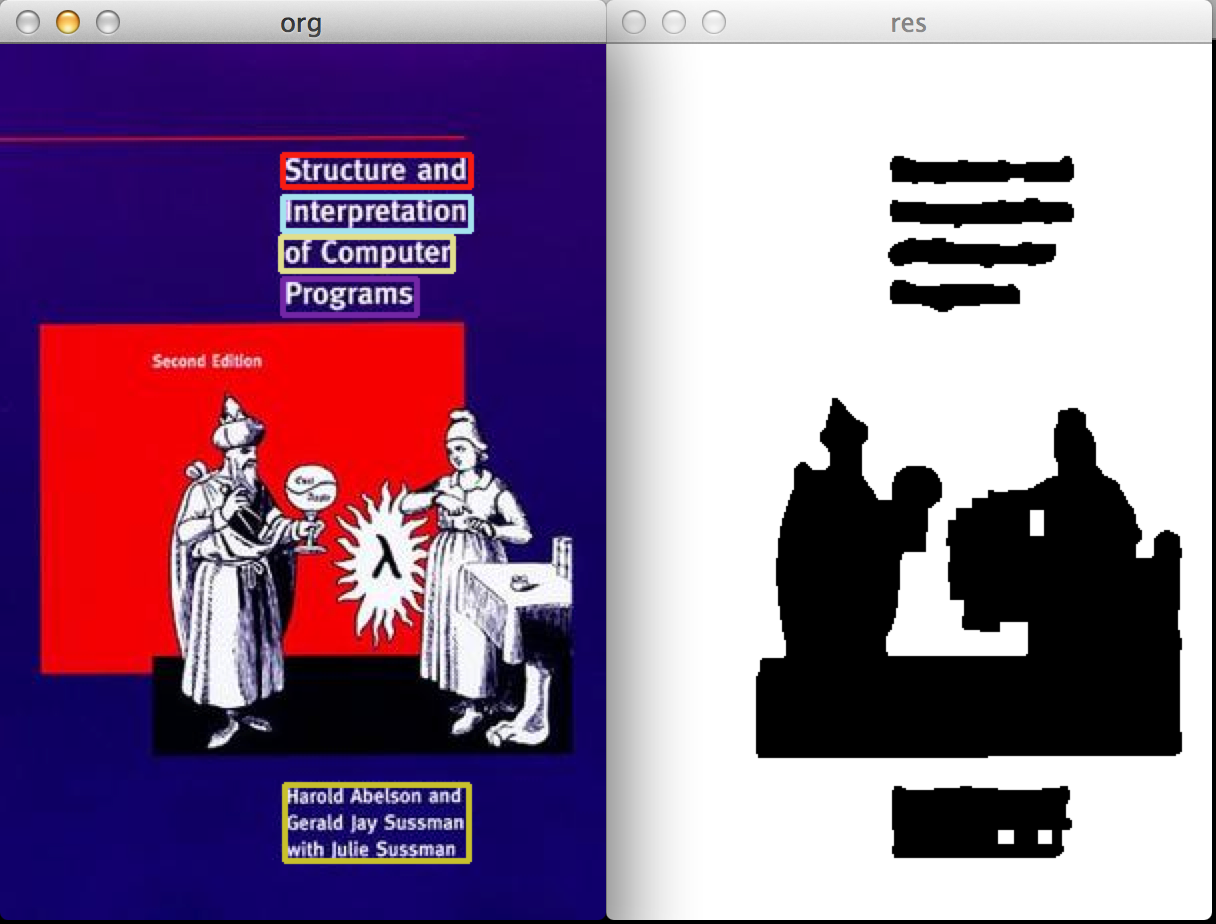 org
res
Structure and
Interpretation
of Computer
Programs
Second Edition
λ
Harold Abelson and
Gerald Jay Sussman
with Julie Sussman